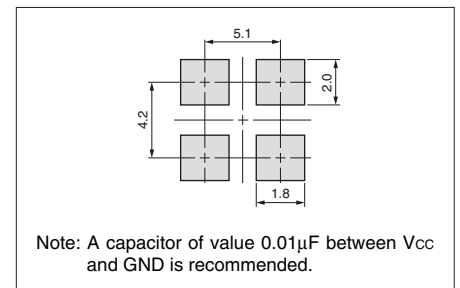 5.1
2.0
4.2
1.8
Note: A capacitor of value 0.01µF between Vcc
and GND is recommended.